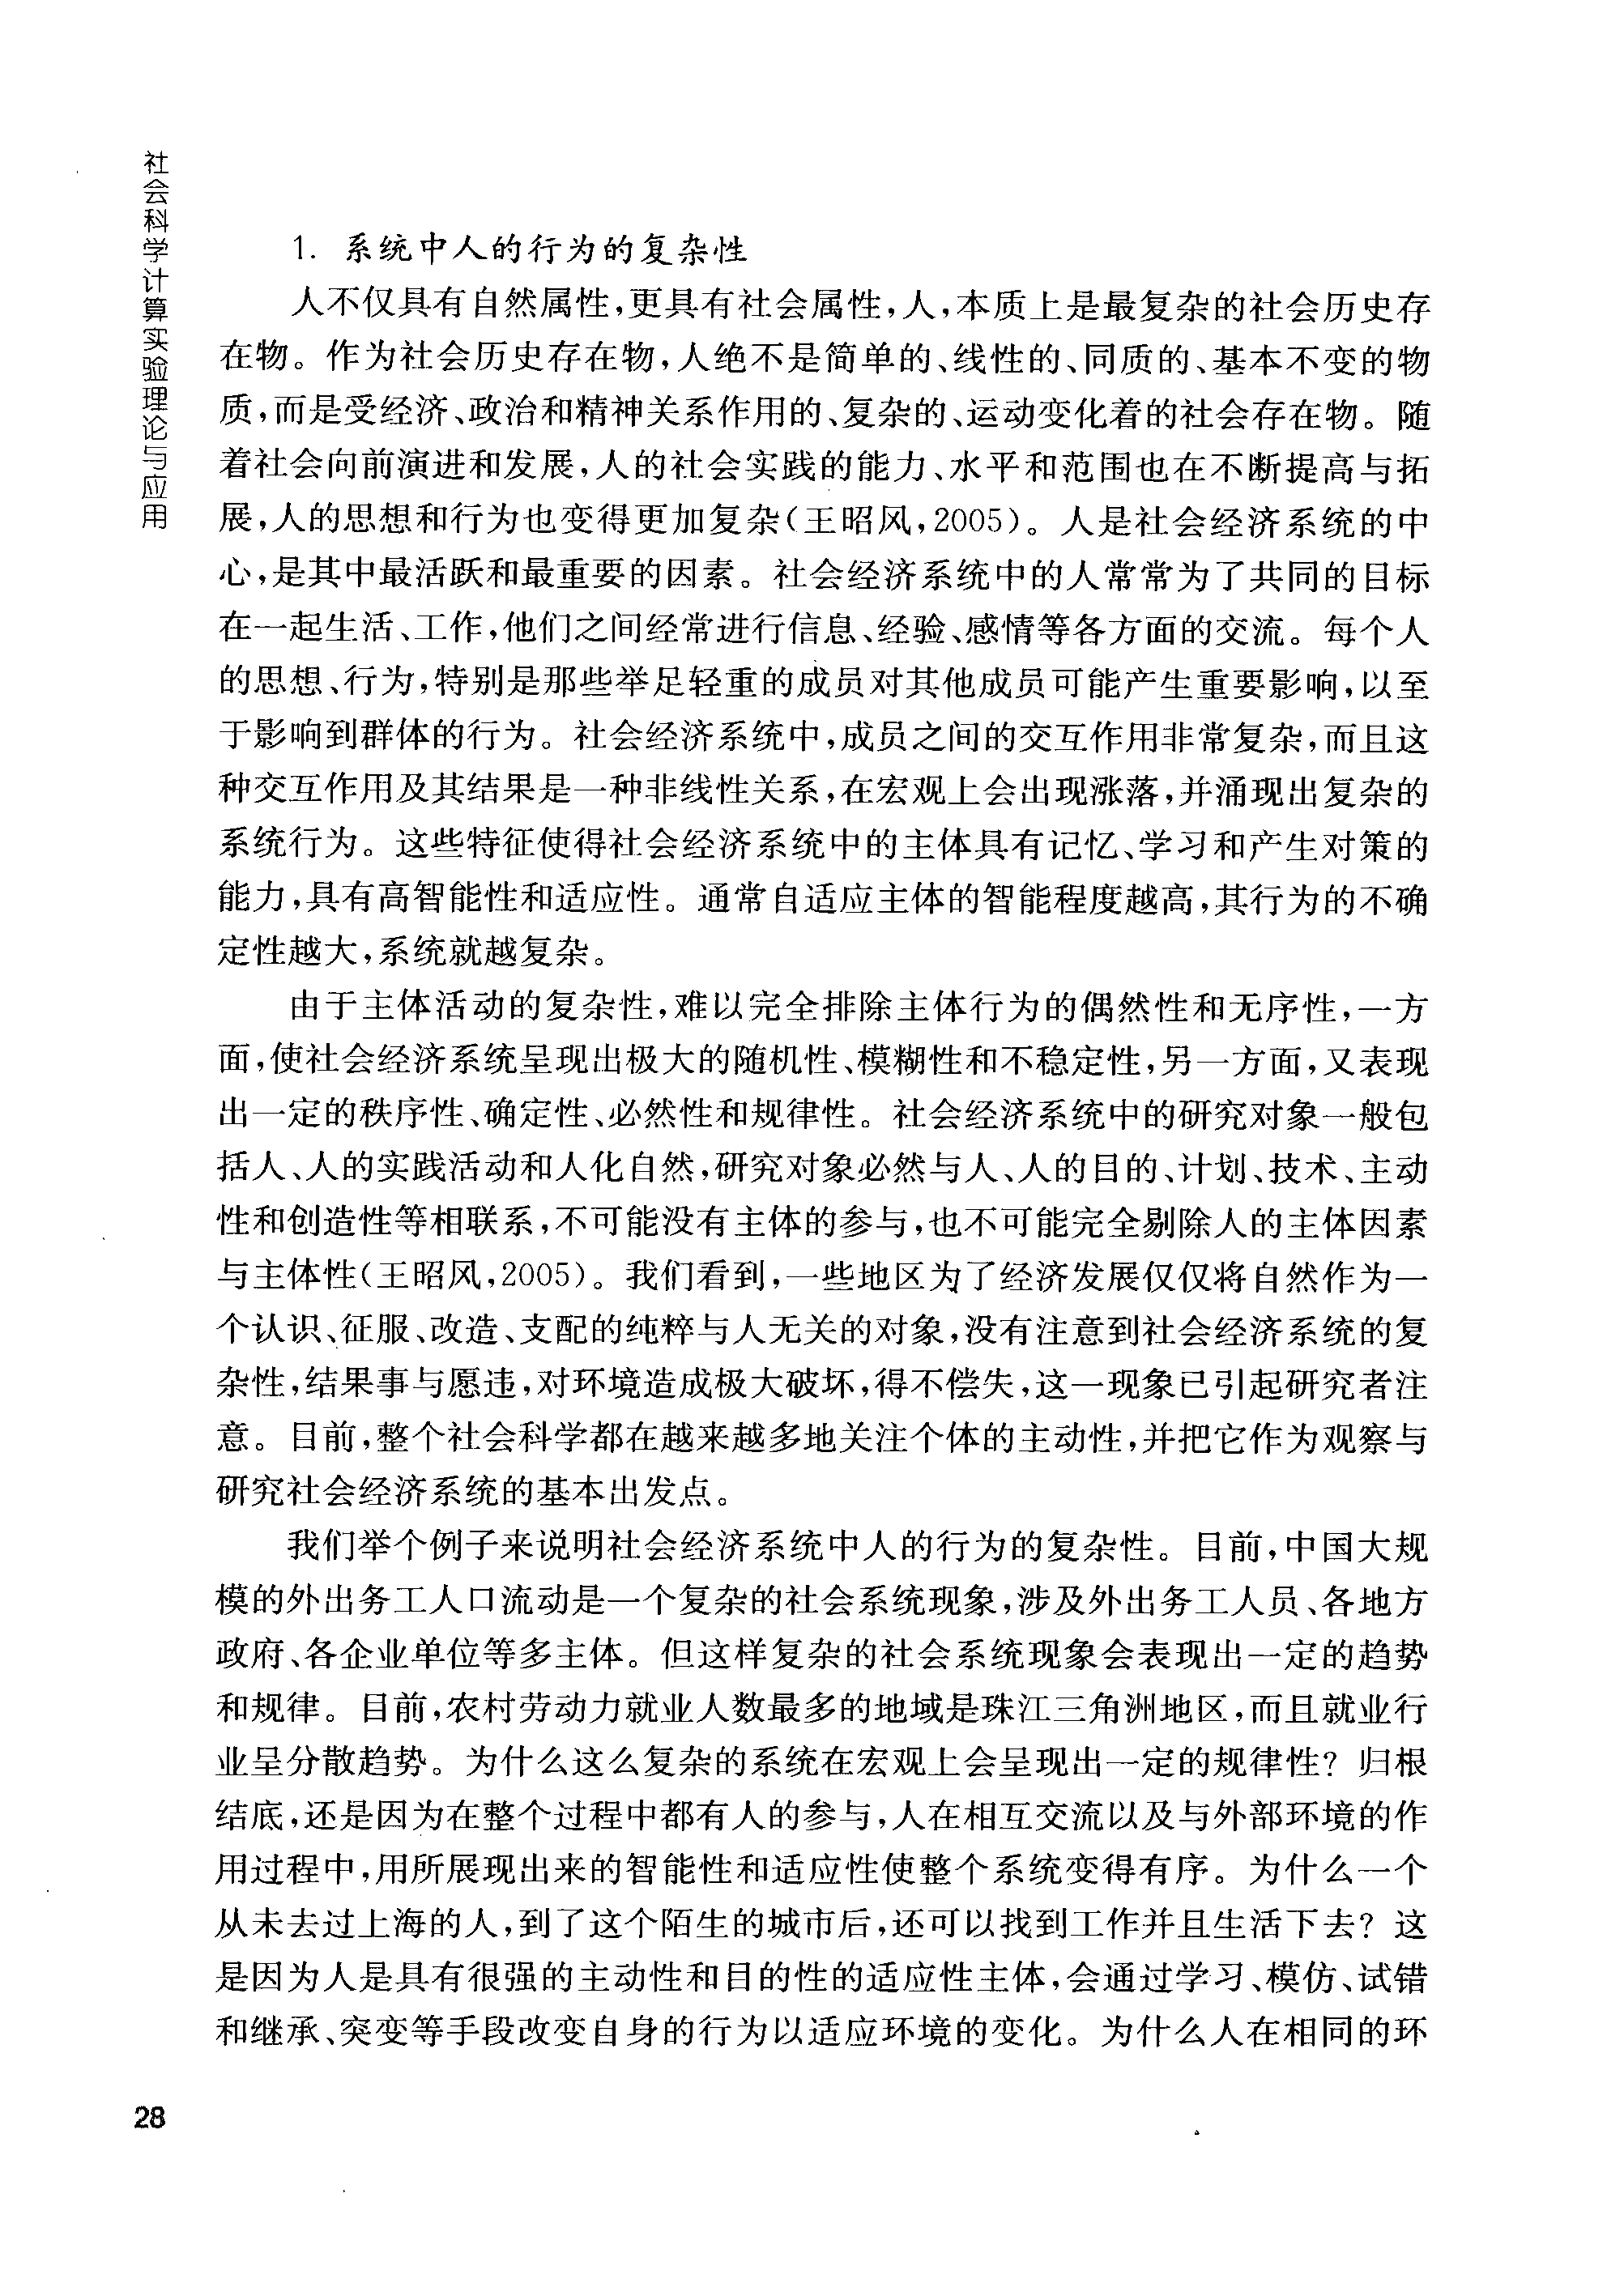 社会科学计算实验理论与应用
1. 系统中人的行为的复杂性
人不仅具有自然属性,更具有社会属性,人,本质上是最复杂的社会历史存
在物。作为社会历史存在物,人绝不是简单的、线性的、同质的、基本不变的物
质,而是受经济、政治和精神关系作用的、复杂的、运动变化着的社会存在物。随
着社会向前演进和发展,人的社会实践的能力、水平和范围也在不断提高与拓
展,人的思想和行为也变得更加复杂(王昭风,2005)。人是社会经济系统的中
心,是其中最活跃和最重要的因素。社会经济系统中的人常常为了共同的目标
在一起生活、工作,他们之间经常进行信息、经验、感情等各方面的交流。每个人
的思想、行为,特别是那些举足轻重的成员对其他成员可能产生重要影响,以至
于影响到群体的行为。社会经济系统中,成员之间的交互作用非常复杂,而且这
种交互作用及其结果是一种非线性关系,在宏观上会出现涨落,并涌现出复杂的
系统行为。这些特征使得社会经济系统中的主体具有记忆、学习和产生对策的
能力,具有高智能性和适应性。通常自适应主体的智能程度越高,其行为的不确
定性越大,系统就越复杂。
由于主体活动的复杂性,难以完全排除主体行为的偶然性和无序性,一方
面,使社会经济系统呈现出极大的随机性、模糊性和不稳定性,另一方面,又表现
出一定的秩序性、确定性、必然性和规律性。社会经济系统中的研究对象一般包
括人、人的实践活动和人化自然,研究对象必然与人、人的目的、计划、技术、主动
性和创造性等相联系,不可能没有主体的参与,也不可能完全剔除人的主体因素
与主体性(王昭风,2005)。我们看到,一些地区为了经济发展仅仅将自然作为一
个认识、征服、改造、支配的纯粹与人无关的对象,没有注意到社会经济系统的复
杂性,结果事与愿违,对环境造成极大破坏,得不偿失,这一现象已引起研究者注
意。目前,整个社会科学都在越来越多地关注个体的主动性,并把它作为观察与
研究社会经济系统的基本出发点。
我们举个例子来说明社会经济系统中人的行为的复杂性。目前,中国大规
模的外出务工人口流动是一个复杂的社会系统现象,涉及外出务工人员、各地方
政府、各企业单位等多主体。但这样复杂的社会系统现象会表现出一定的趋势
和规律。目前,农村劳动力就业人数最多的地域是珠江三角洲地区,而且就业行
业呈分散趋势。为什么这么复杂的系统在宏观上会呈现出一定的规律性?归根
结底,还是因为在整个过程中都有人的参与,人在相互交流以及与外部环境的作
用过程中,用所展现出来的智能性和适应性使整个系统变得有序。为什么一个
从未去过上海的人,到了这个陌生的城市后,还可以找到工作并且生活下去?这
是因为人是具有很强的主动性和目的性的适应性主体,会通过学习、模仿、试错
和继承、突变等手段改变自身的行为以适应环境的变化。为什么人在相同的环
28